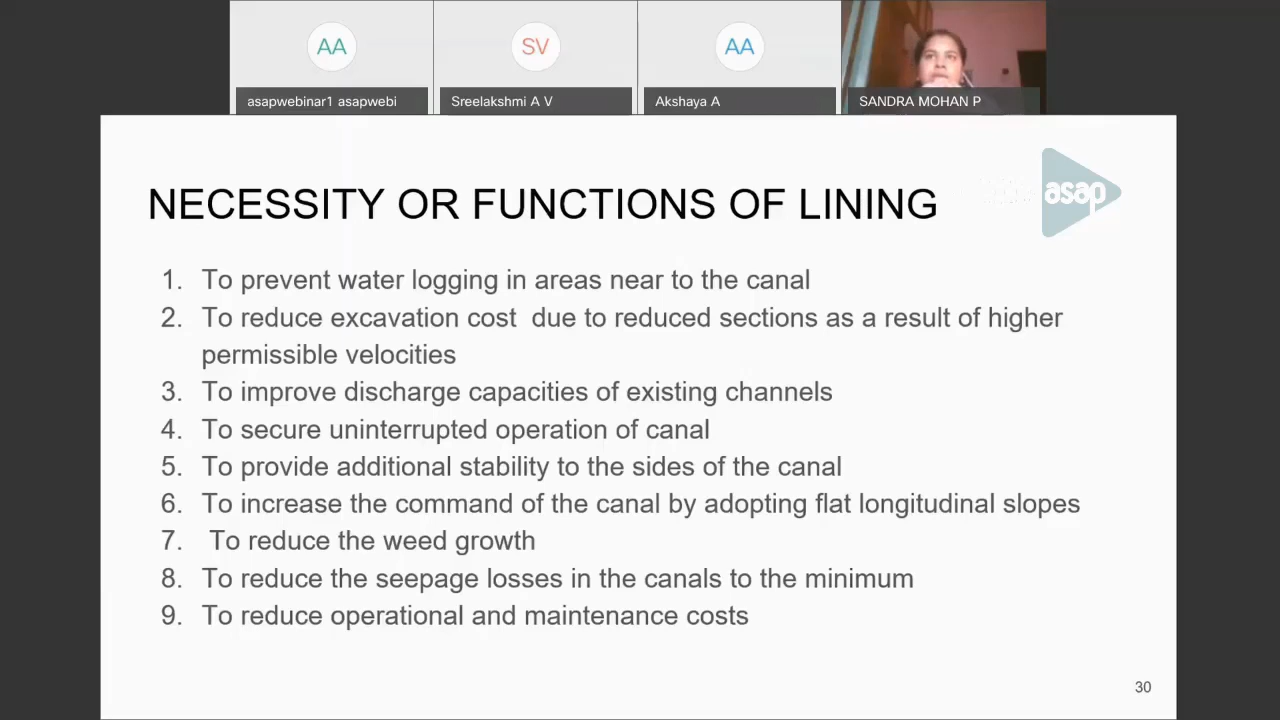 AA
SV
AA
asapwebinar1 asapwebi
Sreelakshmi A V
Akshaya A
SANDRA MOHAN P
asap
NECESSITY OR FUNCTIONS OF LINING
1. To prevent water logging in areas near to the canal
2. To reduce excavation cost due to reduced sections as a result of higher
permissible velocities
3. To improve discharge capacities of existing channels
4. To secure uninterrupted operation of canal
5. To provide additional stability to the sides of the canal
6. To increase the command of the canal by adopting flat longitudinal slopes
7. To reduce the weed growth
8. To reduce the seepage losses in the canals to the minimum
9. To reduce operational and maintenance costs
30